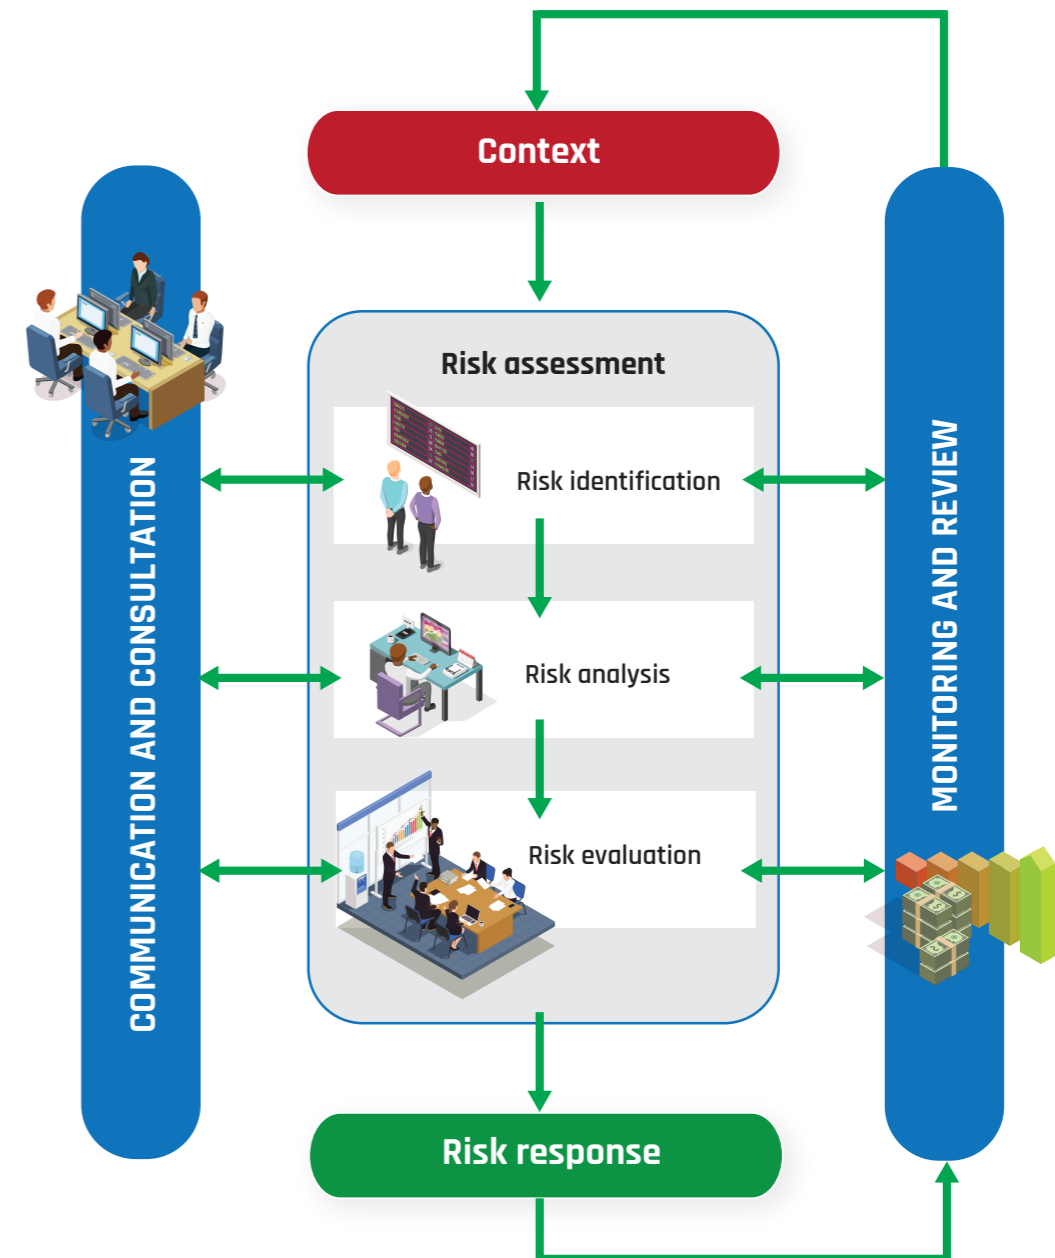 Context
Risk assessment
Risk identification
Risk analysis
Risk evaluation
Risk response
COMMUNICATION AND CONSULTATION
MONITORING AND REVIEW